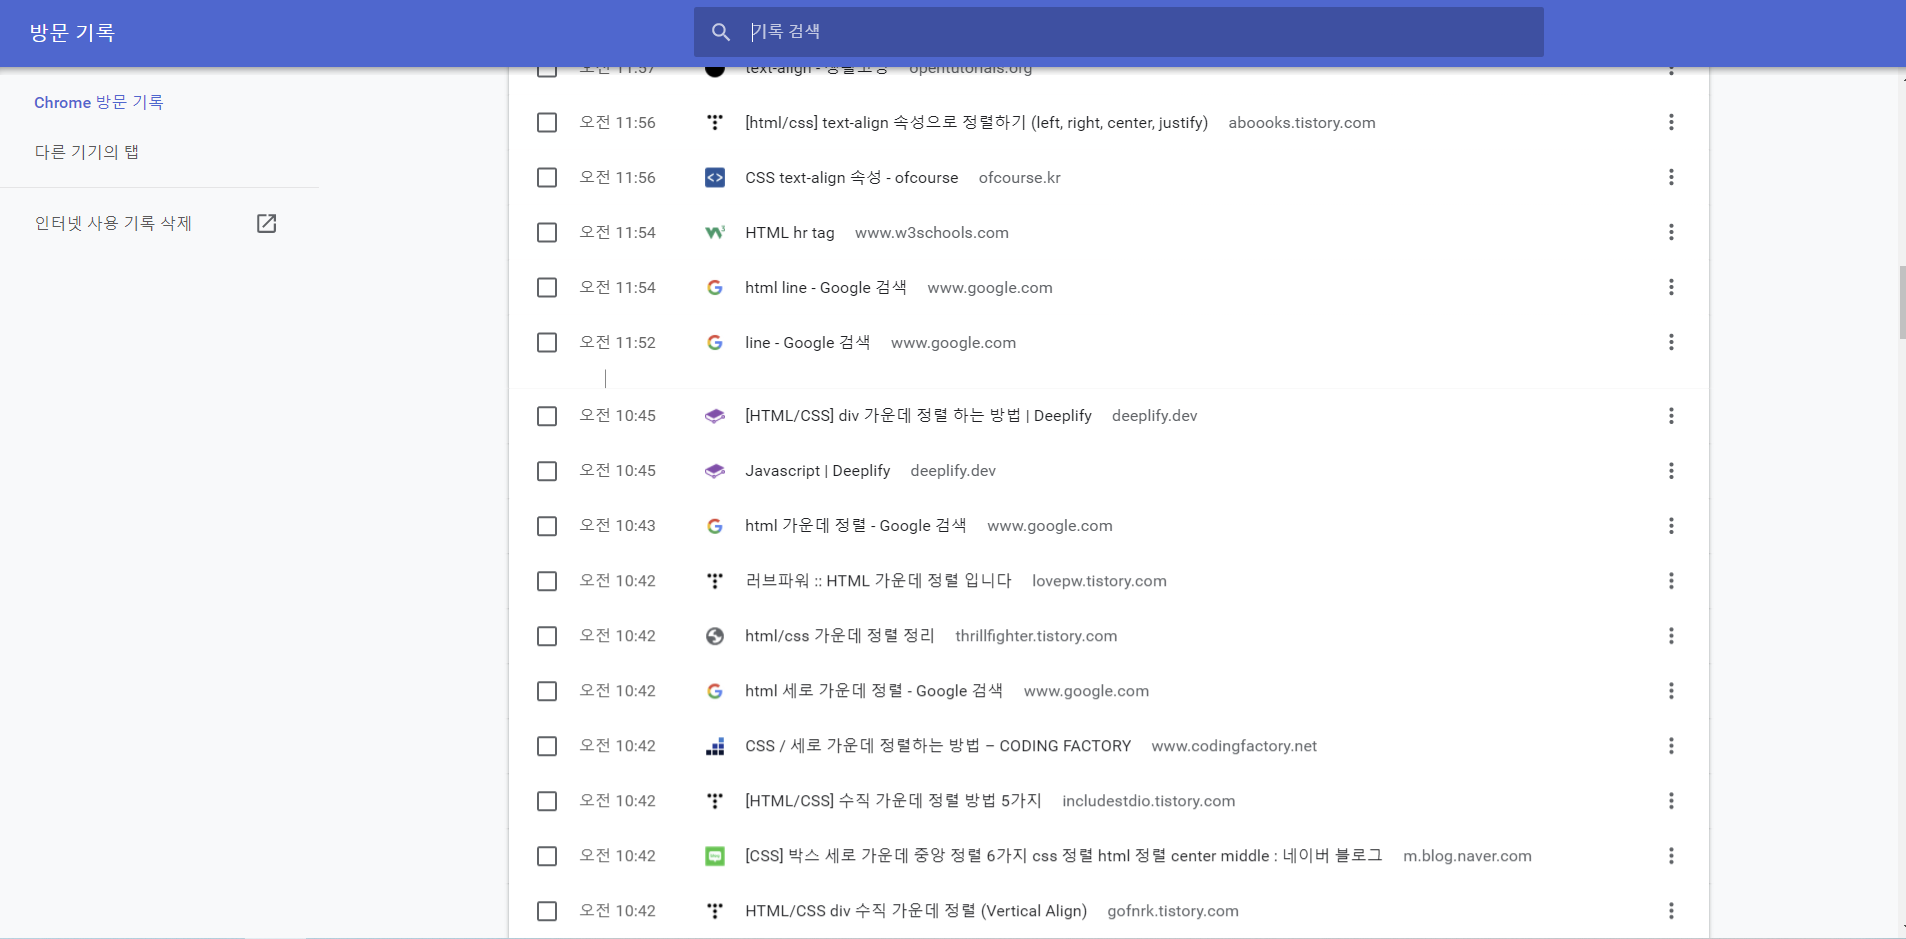 방문 기록
기록 검색
Chrome 방문 기록
다른 기기의 탭
인터넷 사용 기록 삭제
오전 11:57 text-align - 생활코딩 opentutorials.org
오전 11:56 [html/css] text-align 속성으로 정렬하기 (left, right, center, justify) aboooks.tistory.com
오전 11:56 CSS text-align 속성 - ofcourse ofcourse.kr
오전 11:54 HTML hr tag www.w3schools.com
오전 11:54 html line - Google 검색 www.google.com
오전 11:52 line - Google 검색 www.google.com
오전 10:45 [HTML/CSS] div 가운데 정렬 하는 방법 | Deeplify deeplify.dev
오전 10:45 Javascript | Deeplify deeplify.dev
오전 10:43 html 가운데 정렬 - Google 검색 www.google.com
오전 10:42 러브파워 :: HTML 가운데 정렬 입니다 lovepw.tistory.com
오전 10:42 html/css 가운데 정렬 정리 thrillfighter.tistory.com
오전 10:42 html 세로 가운데 정렬 - Google 검색 www.google.com
오전 10:42 CSS / 세로 가운데 정렬하는 방법 – CODING FACTORY www.codingfactory.net
오전 10:42 [HTML/CSS] 수직 가운데 정렬 방법 5가지 includestdio.tistory.com
오전 10:42 [CSS] 박스 세로 가운데 중앙 정렬 6가지 css 정렬 html 정렬 center middle : 네이버 블로그 m.blog.naver.com
오전 10:42 HTML/CSS div 수직 가운데 정렬 (Vertical Align) gofnrk.tistory.com